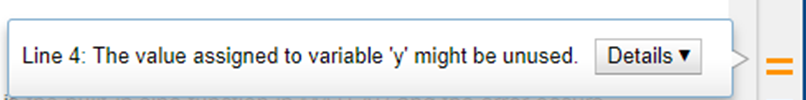 Line 4: The value assigned to variable 'y' might be unused. Details ▼